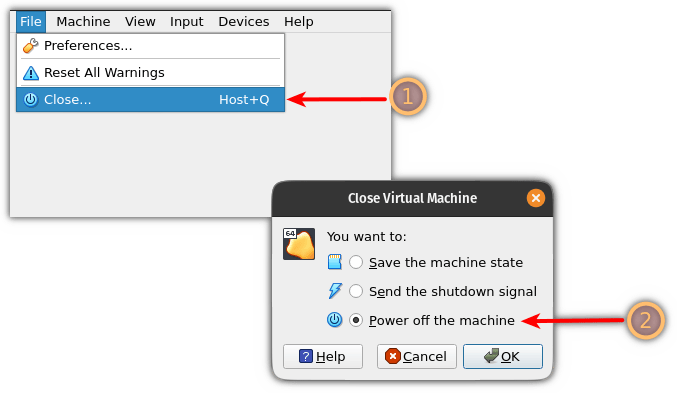 File Machine View Input Devices Help
Preferences...
Reset All Warnings
Close... Host+Q
1
Close Virtual Machine
64
You want to:
Save the machine state
Send the shutdown signal
Power off the machine
2
? Help
Cancel
OK